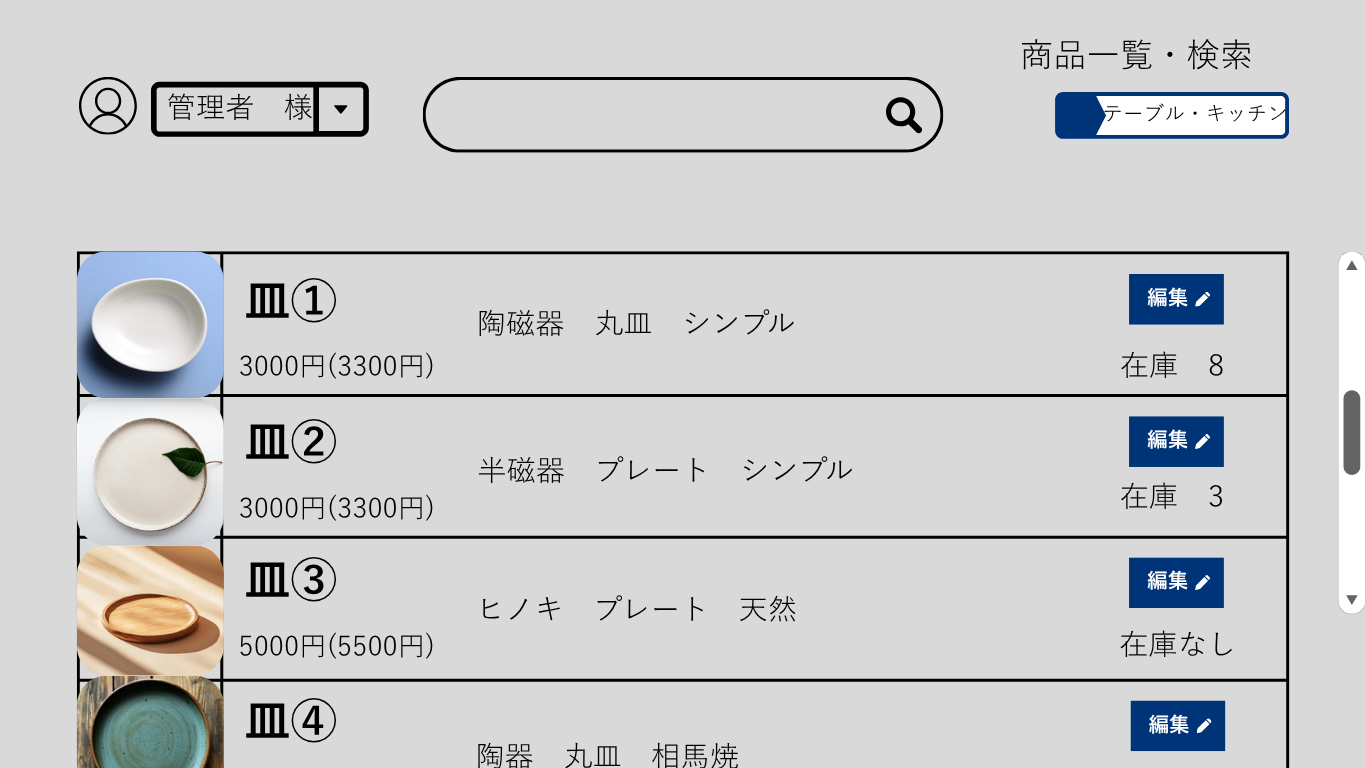 商品一覧・検索
管理者　様
テーブル・キッチン
皿①
陶磁器　丸皿　シンプル
編集
3000円(3300円)
在庫　8
皿②
半磁器　プレート　シンプル
編集
3000円(3300円)
在庫　3
皿③
ヒノキ　プレート　天然
編集
5000円(5500円)
在庫なし
皿④
陶器　丸皿　相馬焼
編集